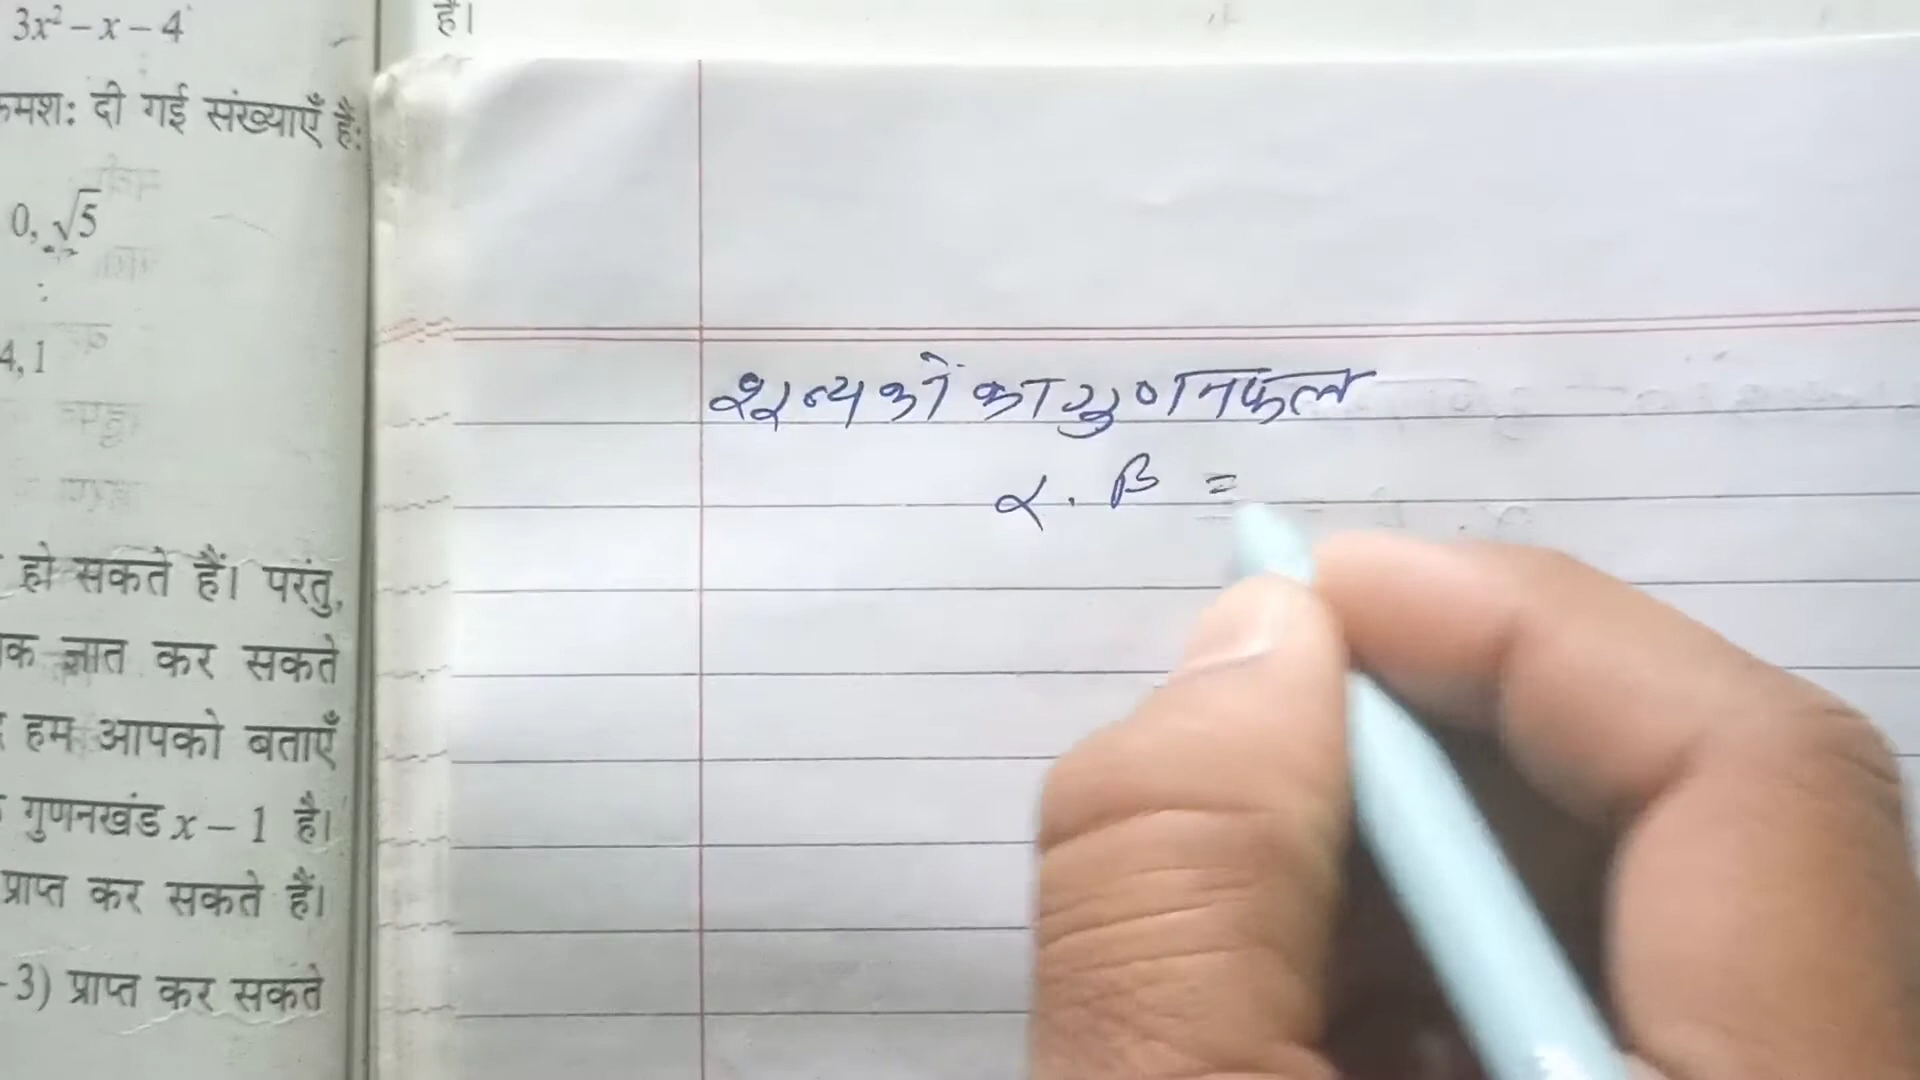 3x² – x – 4
है।
क्रमशः दी गई संख्याएँ हैं:
0, √5
4, 1
हो सकते हैं। परंतु,
क ज्ञात कर सकते
हम आपको बताएँ
गुणनखंड x – 1 है।
प्राप्त कर सकते हैं।
-3) प्राप्त कर सकते
शून्यकों का गुणनफल
α . β =